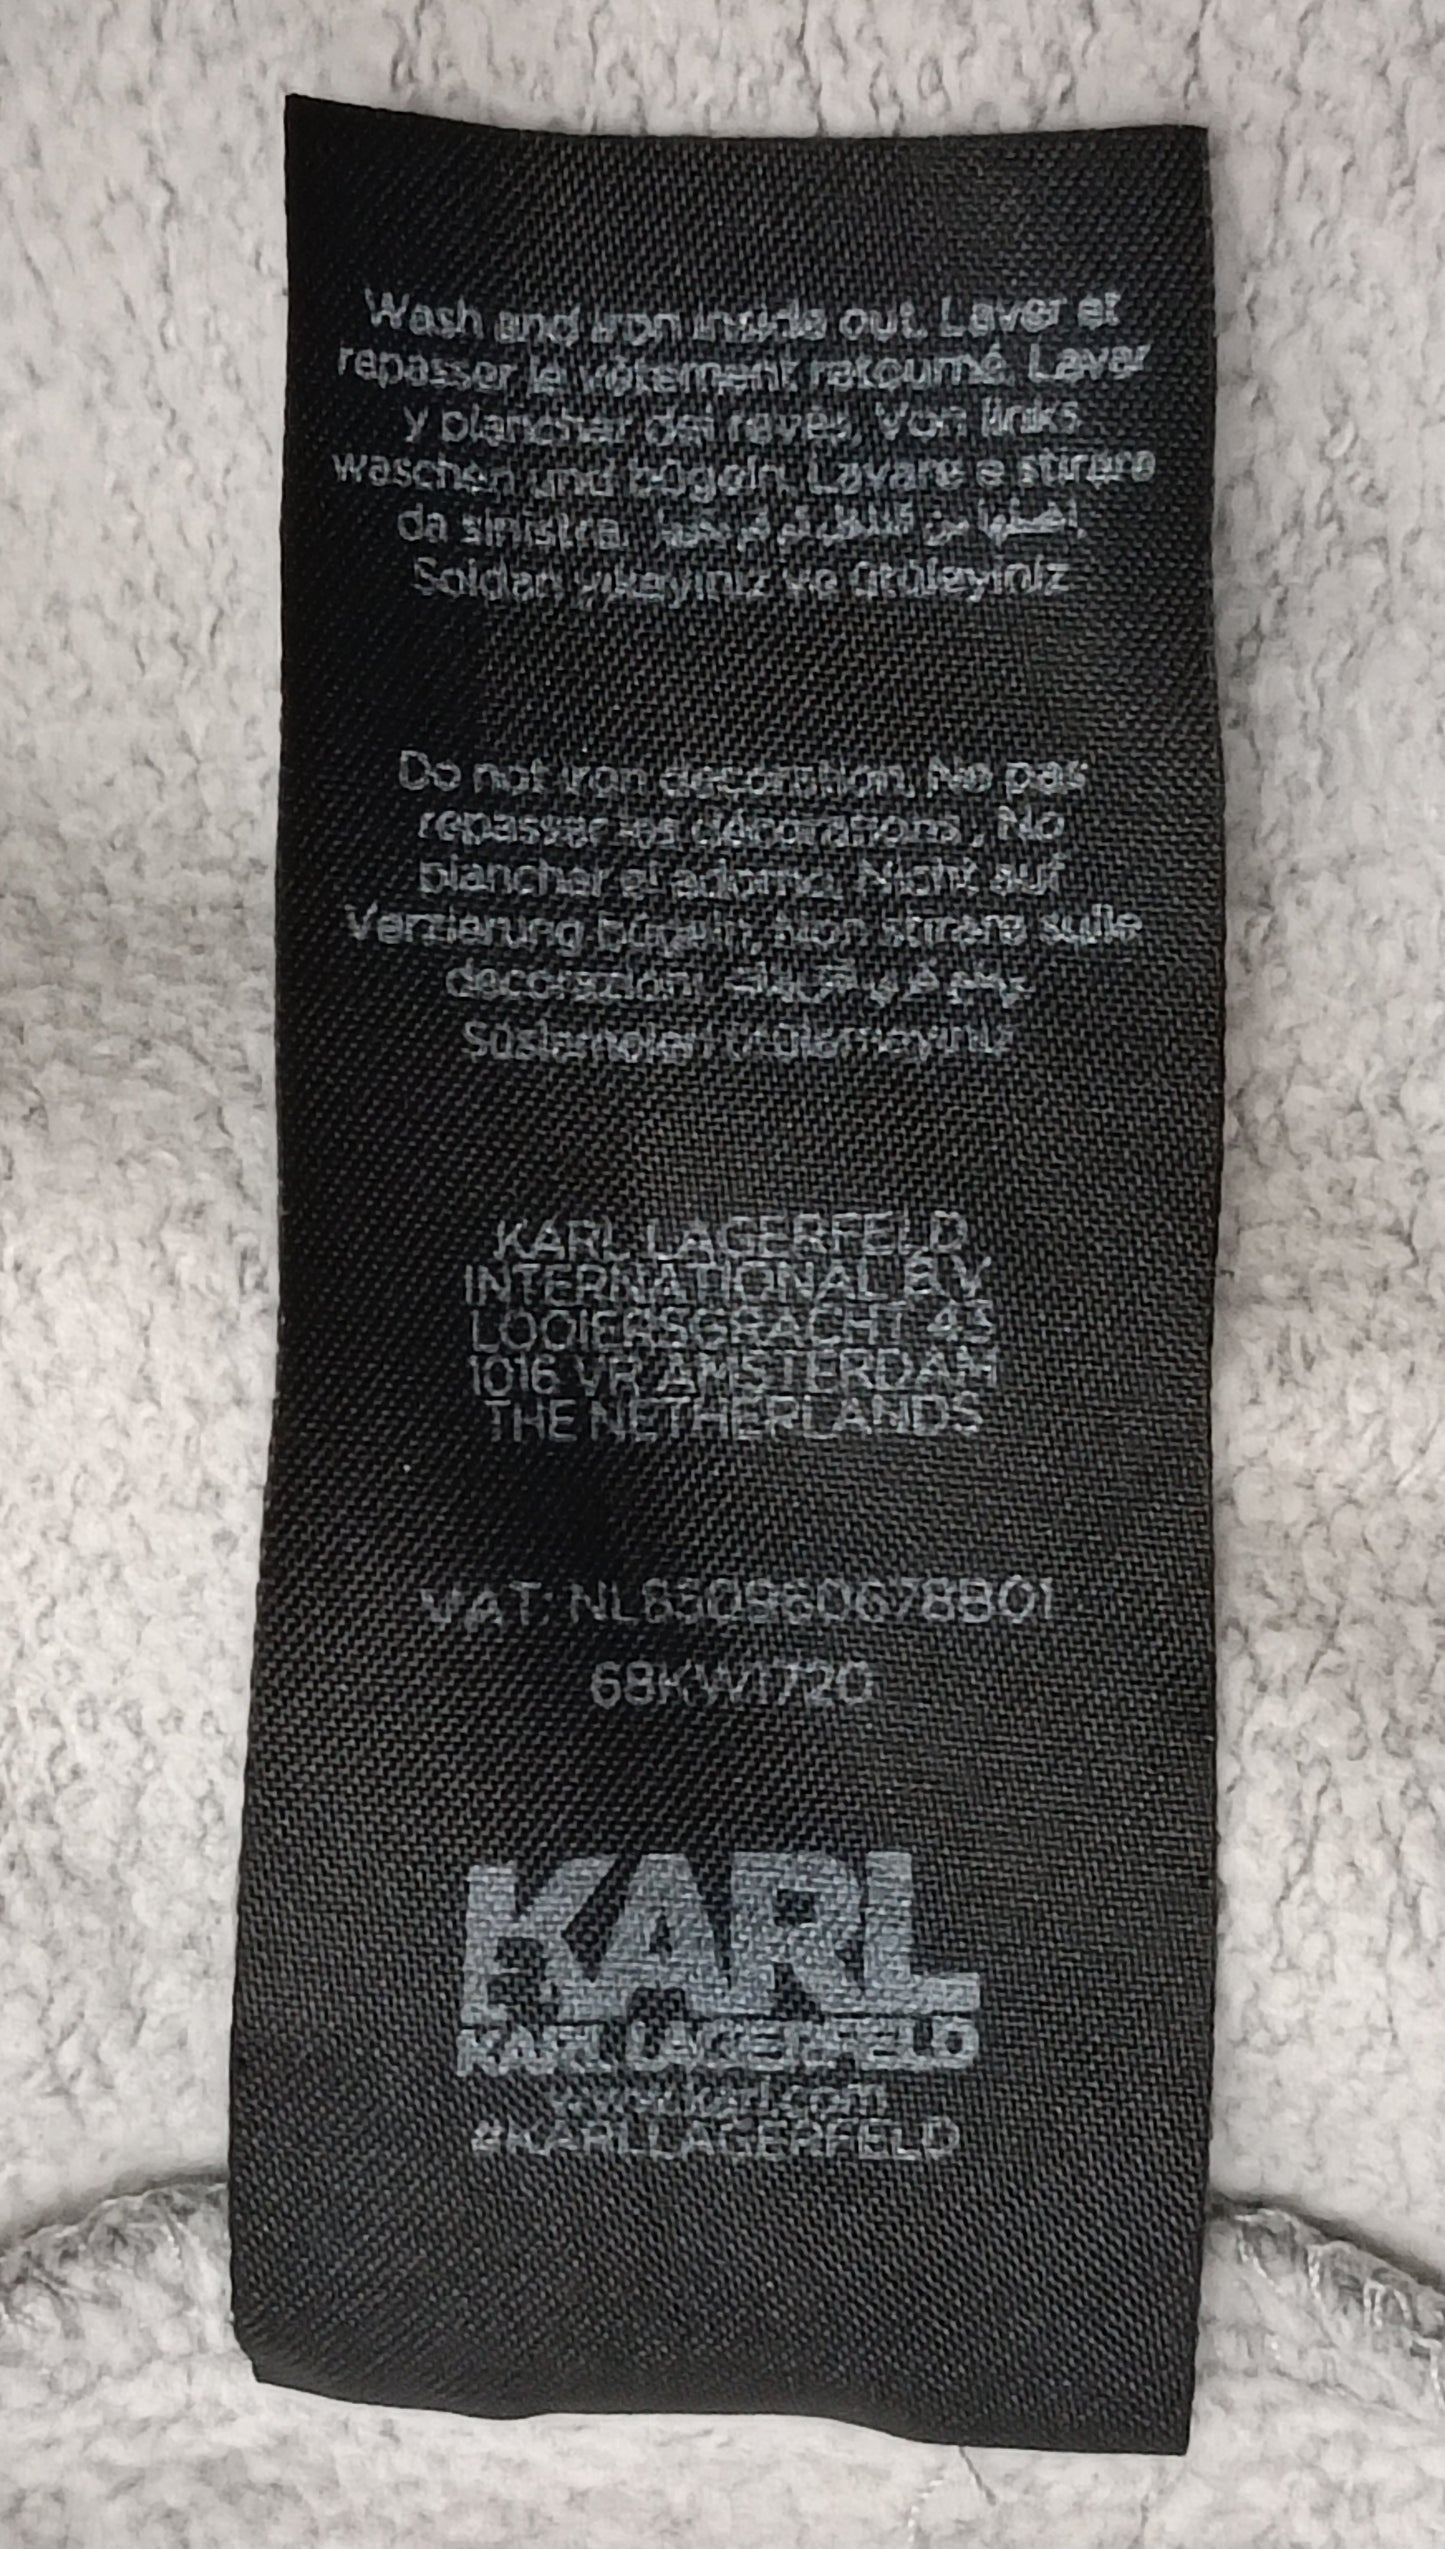 Wash and iron inside out. Laver et
repasser le vêtement retourné. Lavar
y planchar del revés. Von links
waschen und bügeln. Lavare e stirare
da sinistra.
Soldan yıkayınız ve ütüleyiniz
Do not iron decoration. Ne pas
repasser les décorations. No
planchar el adorno. Nicht auf
Verzierung bügeln. Non stirare sulle
decorazioni.
Süslemeleri ütülemeyiniz
KARL LAGERFELD
INTERNATIONAL B.V.
LOOIERSGRACHT 43
1016 VR AMSTERDAM
THE NETHERLANDS
VAT: NL850960678B01
68KW1720
KARL
KARL LAGERFELD
www.karl.com
#KARLLAGERFELD